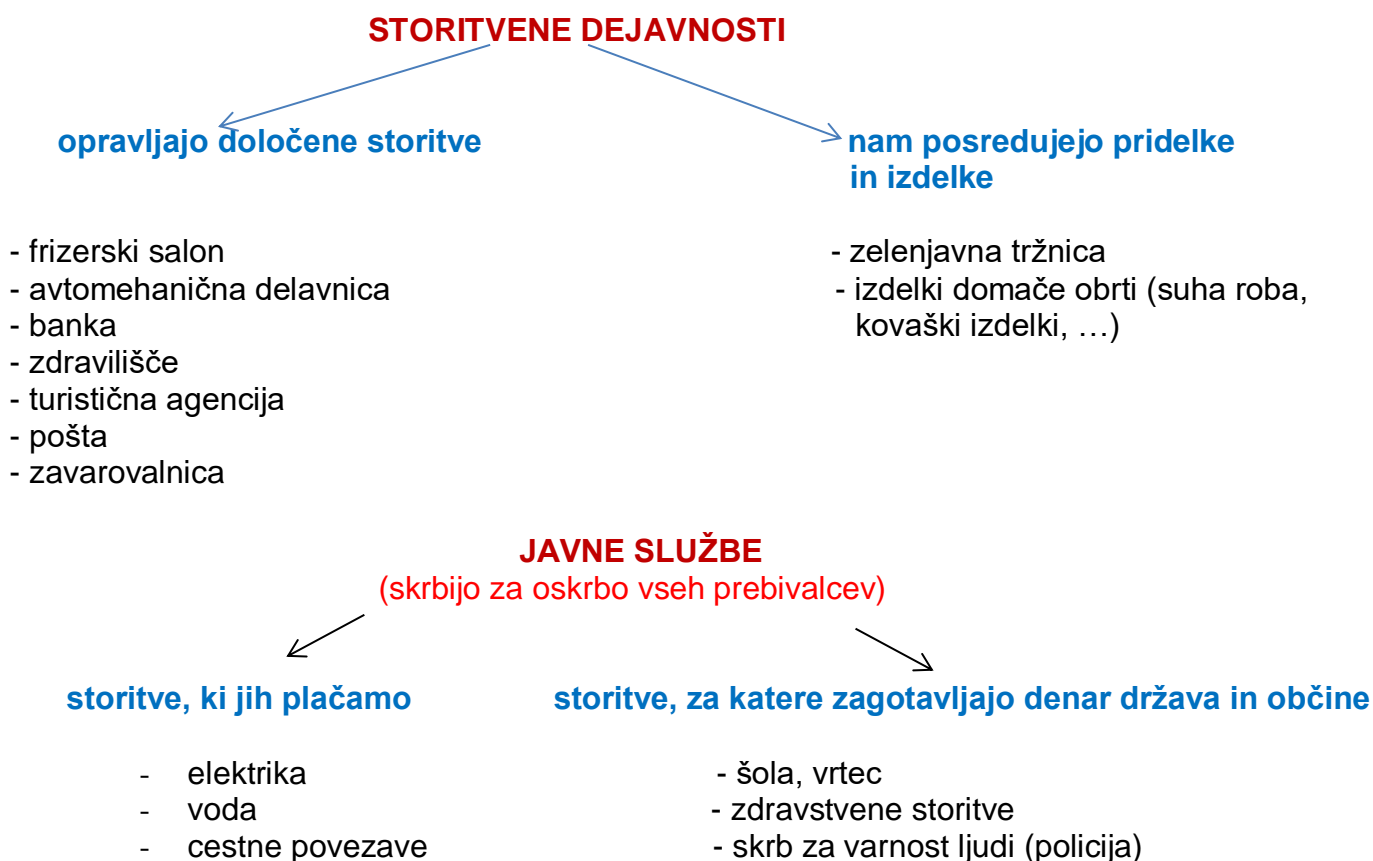 STORITVENE DEJAVNOSTI
opravljajo določene storitve
nam posredujejo pridelke
in izdelke
- frizerski salon
- avtomehanična delavnica
- banka
- zdravilišče
- turistična agencija
- pošta
- zavarovalnica
- zelenjavna tržnica
- izdelki domače obrti (suha roba,
kovaški izdelki, …)
JAVNE SLUŽBE
(skrbijo za oskrbo vseh prebivalcev)
storitve, ki jih plačamo
- elektrika
- voda
- cestne povezave
storitve, za katere zagotavljajo denar država in občine
- šola, vrtec
- zdravstvene storitve
- skrb za varnost ljudi (policija)